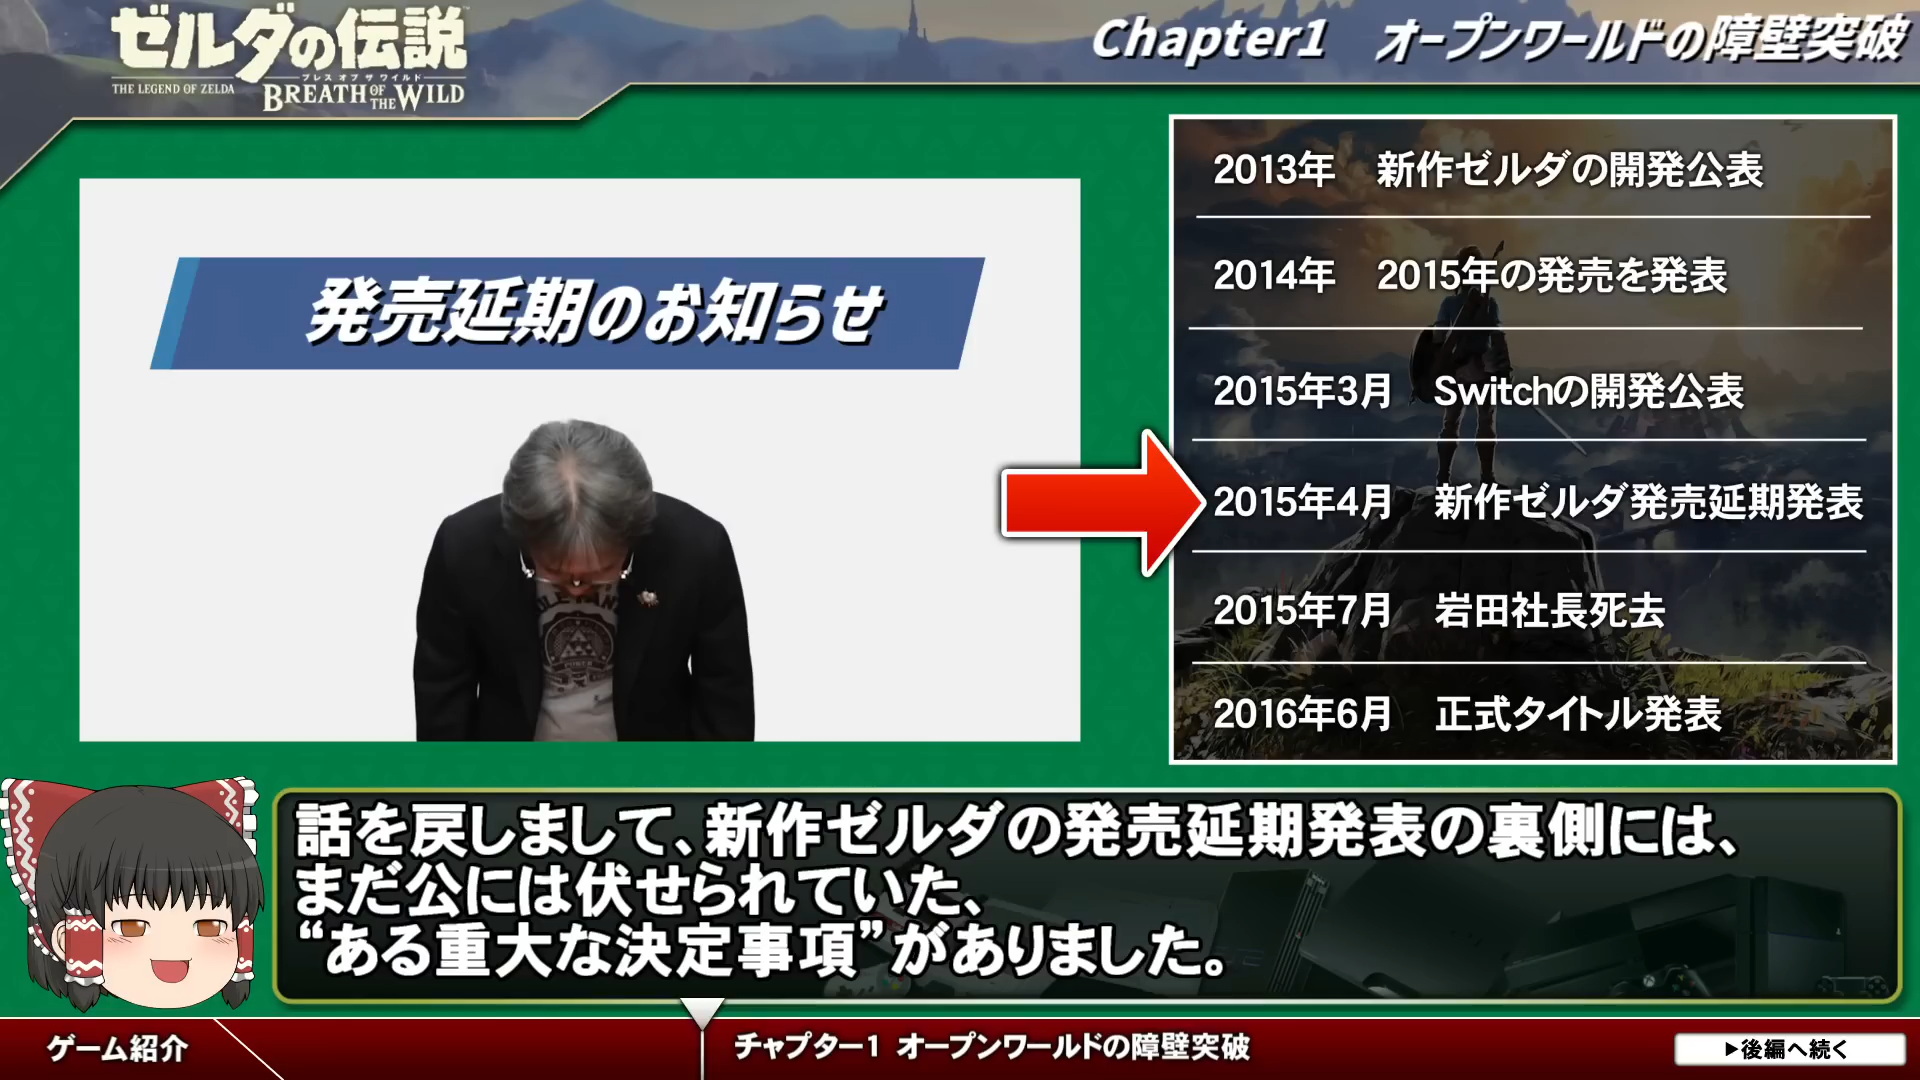 ゼルダの伝説
ブレス オブ ザ ワイルド
THE LEGEND OF ZELDA
BREATH OF THE WILD
Chapter1 オープンワールドの障壁突破
発売延期のお知らせ
2013年 新作ゼルダの開発公表
2014年 2015年の発売を発表
2015年3月 Switchの開発公表
2015年4月 新作ゼルダ発売延期発表
2015年7月 岩田社長死去
2016年6月 正式タイトル発表
話を戻しまして、新作ゼルダの発売延期発表の裏側には、
まだ公には伏せられていた、
“ある重大な決定事項”がありました。
ゲーム紹介
チャプター1 オープンワールドの障壁突破
▶後編へ続く